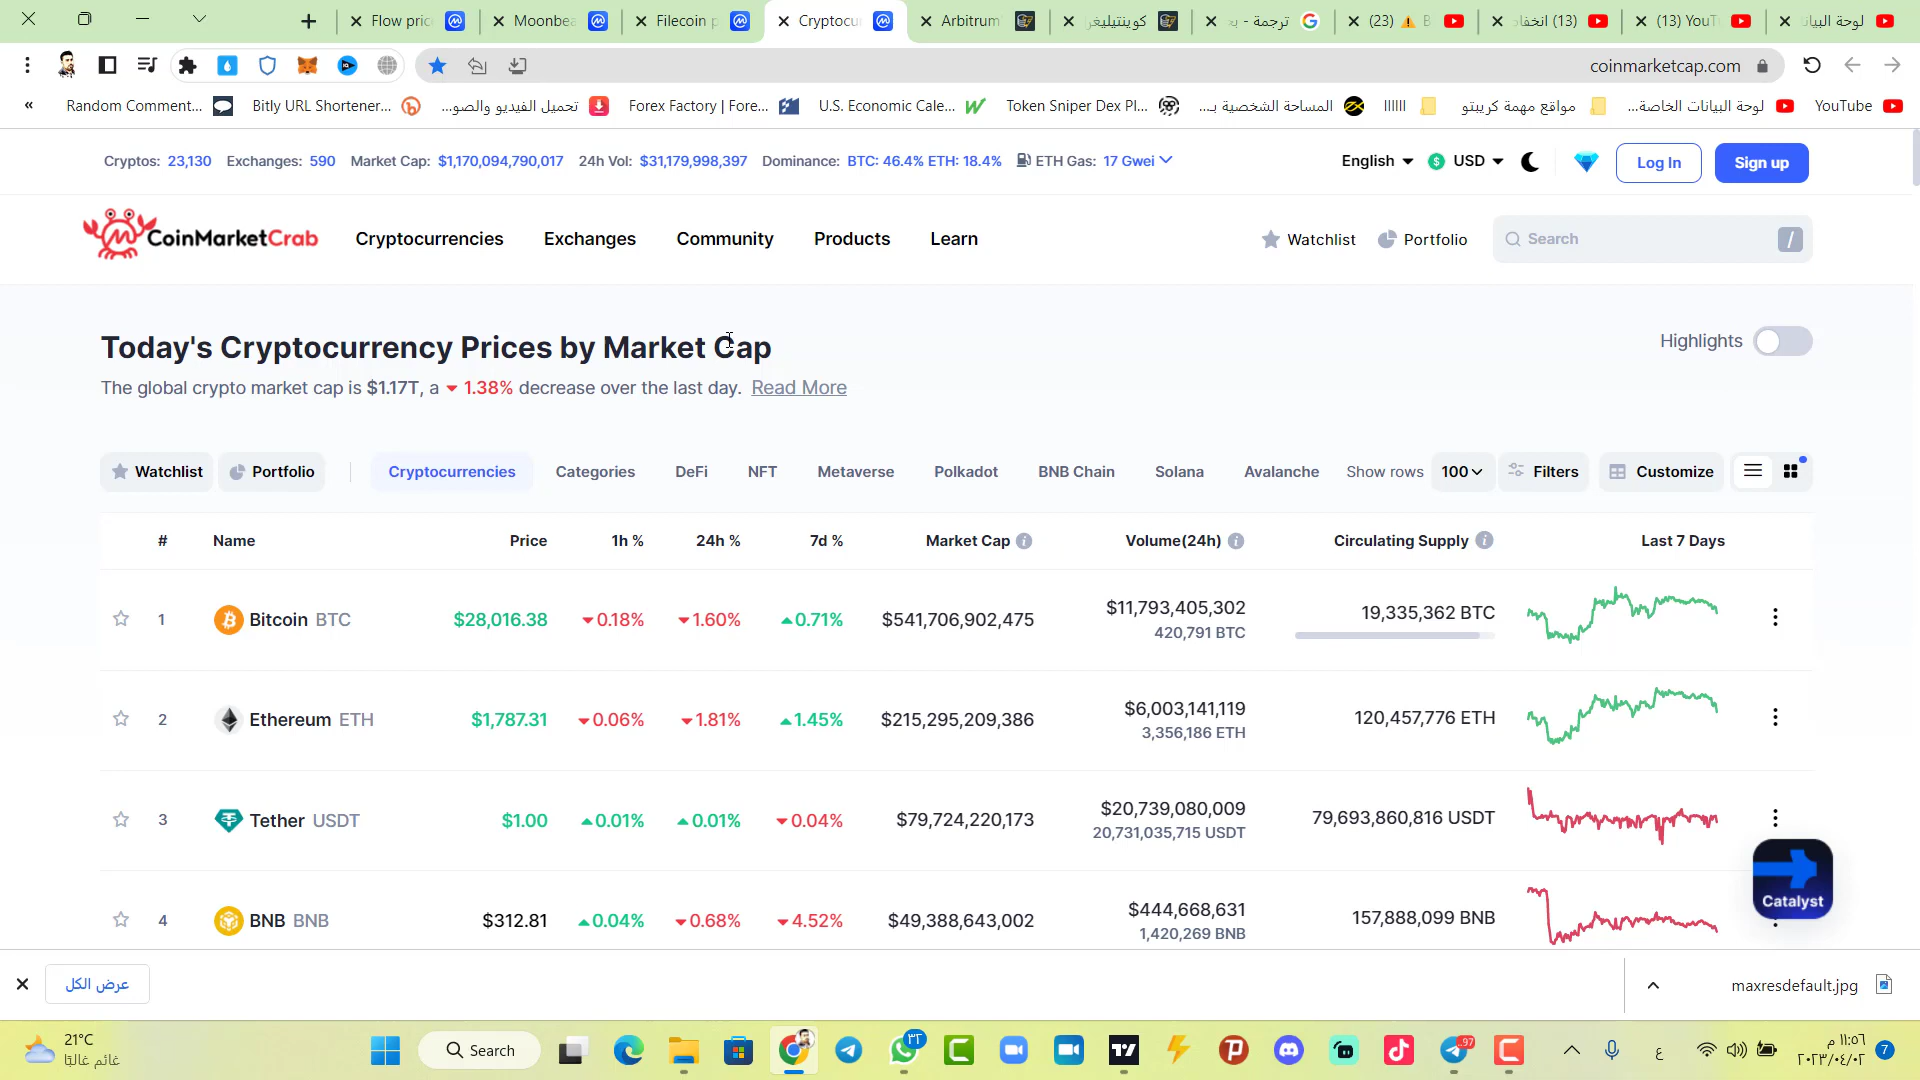 Flow pric
Moonbea
Filecoin p
Cryptocu
Arbitrum
كوينتيليغر
ترجمة - بح
(23)
(13) انخفاض
(13) YouT
لوحة البيانا
coinmarketcap.com
Random Comment...
Bitly URL Shortener...
تحميل الفيديو والصو...
Forex Factory | Fore...
U.S. Economic Cale...
Token Sniper Dex Pl...
المساحة الشخصية بـ...
llllll
مواقع مهمة كريبتو
لوحة البيانات الخاصة...
YouTube
Cryptos: 23,130 Exchanges: 590 Market Cap: $1,170,094,790,017 24h Vol: $31,179,998,397 Dominance: BTC: 46.4% ETH: 18.4% ETH Gas: 17 Gwei
English USD Log In Sign up
CoinMarketCrab Cryptocurrencies Exchanges Community Products Learn
Watchlist Portfolio Search /
Today's Cryptocurrency Prices by Market Cap
Highlights
The global crypto market cap is $1.17T, a 1.38% decrease over the last day. Read More
Watchlist Portfolio Cryptocurrencies Categories DeFi NFT Metaverse Polkadot BNB Chain Solana Avalanche Show rows 100 Filters Customize
# Name Price 1h % 24h % 7d % Market Cap Volume(24h) Circulating Supply Last 7 Days
1 Bitcoin BTC $28,016.38 0.18% 1.60% 0.71% $541,706,902,475 $11,793,405,302 19,335,362 BTC
420,791 BTC
2 Ethereum ETH $1,787.31 0.06% 1.81% 1.45% $215,295,209,386 $6,003,141,119 120,457,776 ETH
3,356,186 ETH
3 Tether USDT $1.00 0.01% 0.01% 0.04% $79,724,220,173 $20,739,080,009 79,693,860,816 USDT
20,731,035,715 USDT
4 BNB BNB $312.81 0.04% 0.68% 4.52% $49,388,643,002 $444,668,631 157,888,099 BNB
1,420,269 BNB
Catalyst
عرض الكل
maxresdefault.jpg
21°C
غائم غالبًا
Search
٣٣
97
ع
١١:٥٦ م
٢٠٢٣/٠٤/٠٢
7